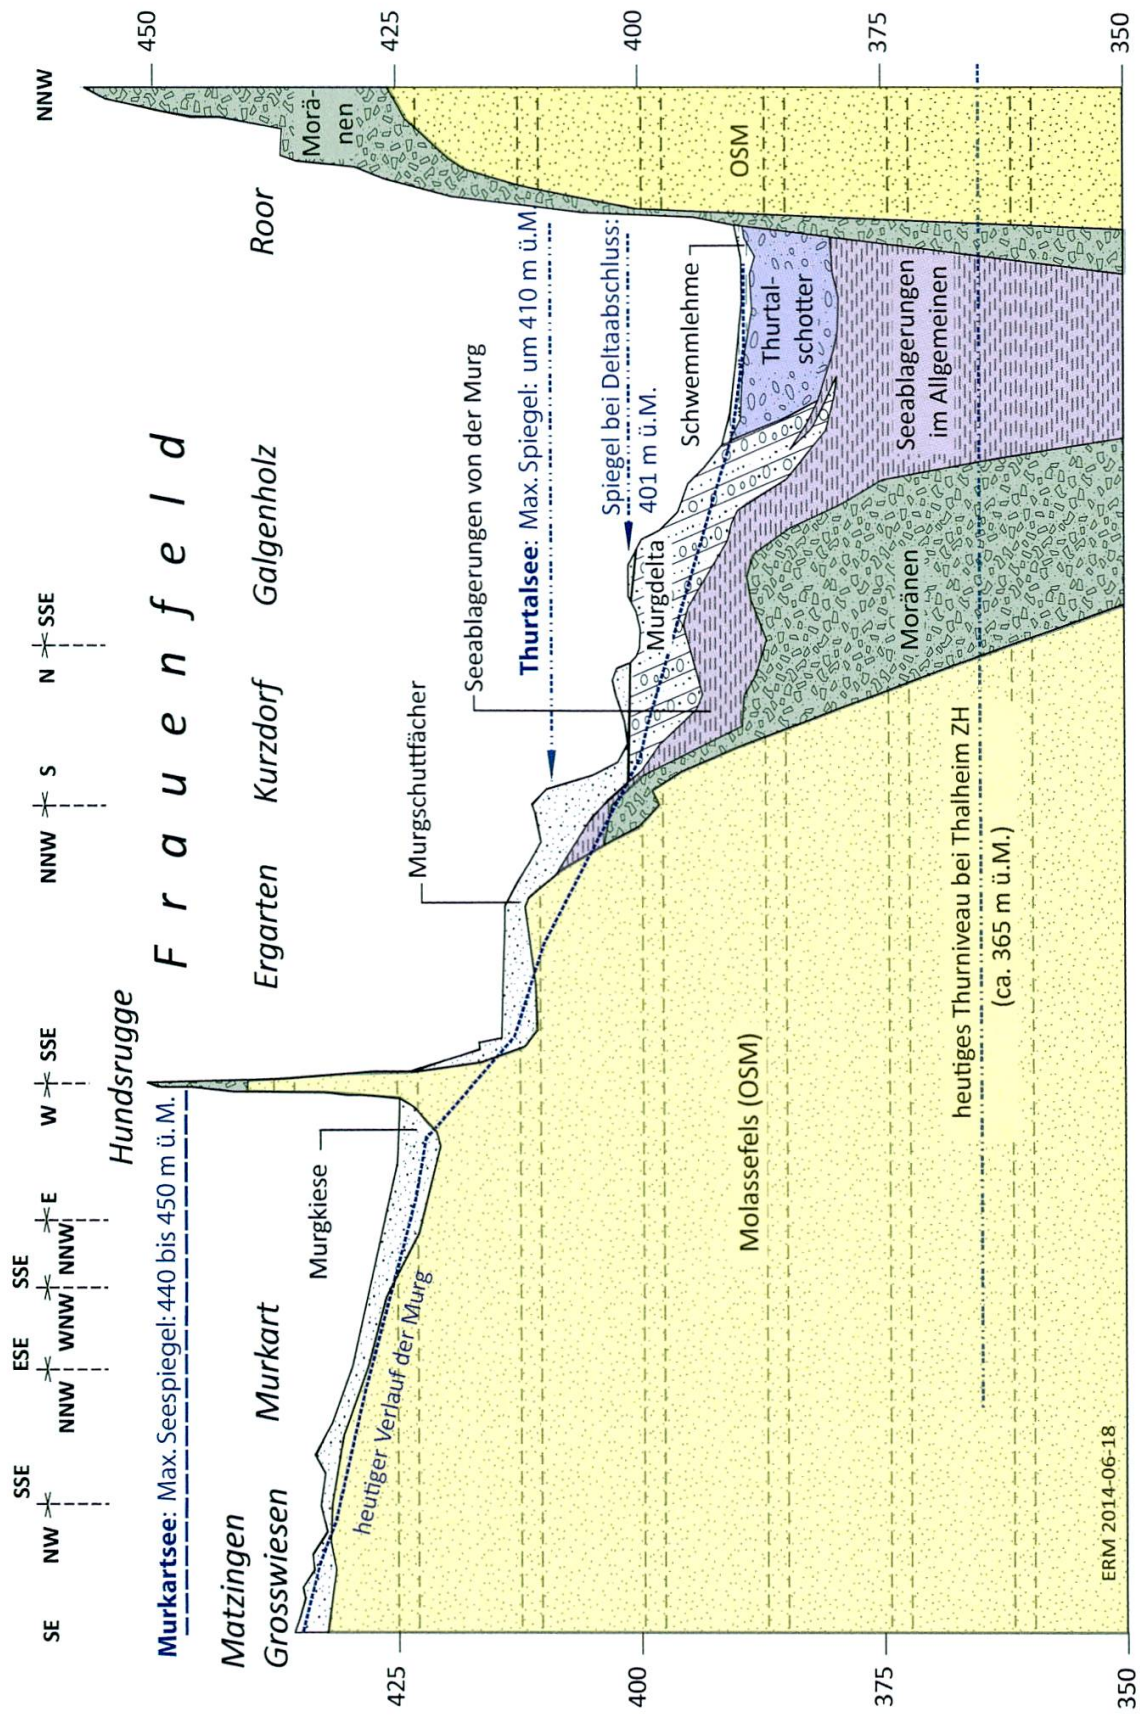 SE
NW
SSE
NNW
ESE
WNW
SSE
NNW
E
W
SSE
NNW
S
N
SSE
NNW
Murkartsee: Max. Seespiegel: 440 bis 450 m ü. M.
Hundsrugge
Frauenfeld
Matzingen
Grosswiesen
Murkart
Ergarten
Kurzdorf
Galgenholz
Roor
Murgkiese
Murgschuttfächer
Seeablagerungen von der Murg
Thurtalsee: Max. Spiegel: um 410 m ü.M.
Spiegel bei Deltaabschluss:
401 m ü.M.
Schwemmlehme
heutiger Verlauf der Murg
Murgdelta
Thurtal-
schotter
Morä-
nen
OSM
Molassefels (OSM)
Moränen
Seeablagerungen
im Allgemeinen
heutiges Thurniveau bei Thalheim ZH
(ca. 365 m ü.M.)
ERM 2014-06-18
425
400
375
350
450
425
400
375
350